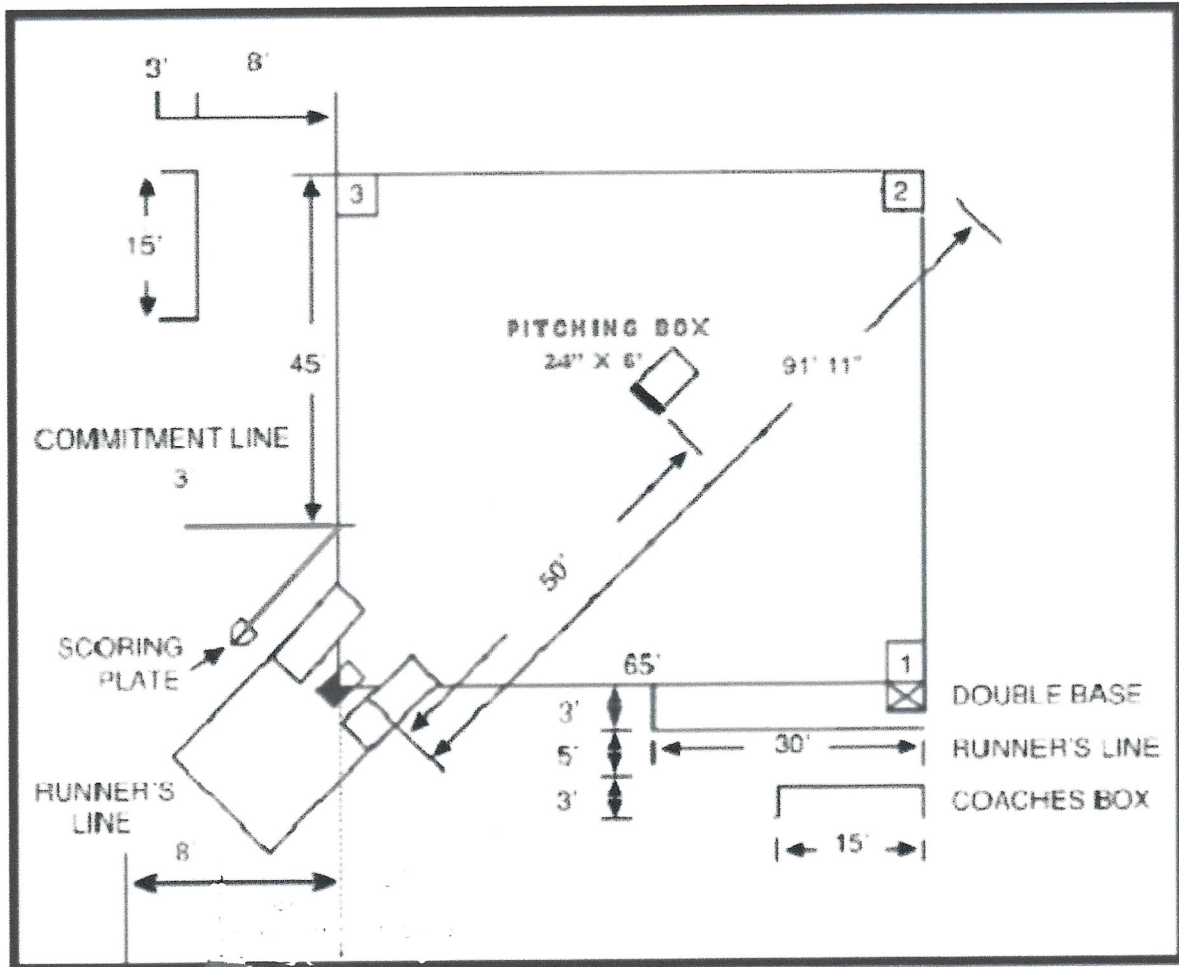 3' 8'
3 2
15'
PITCHING BOX
24" X 6'
45'
91' 11"
COMMITMENT LINE
3'
50'
SCORING
PLATE
65'
1
DOUBLE BASE
3'
30'
RUNNER'S LINE
5'
3'
COACHES BOX
15'
RUNNER'S
LINE
8'